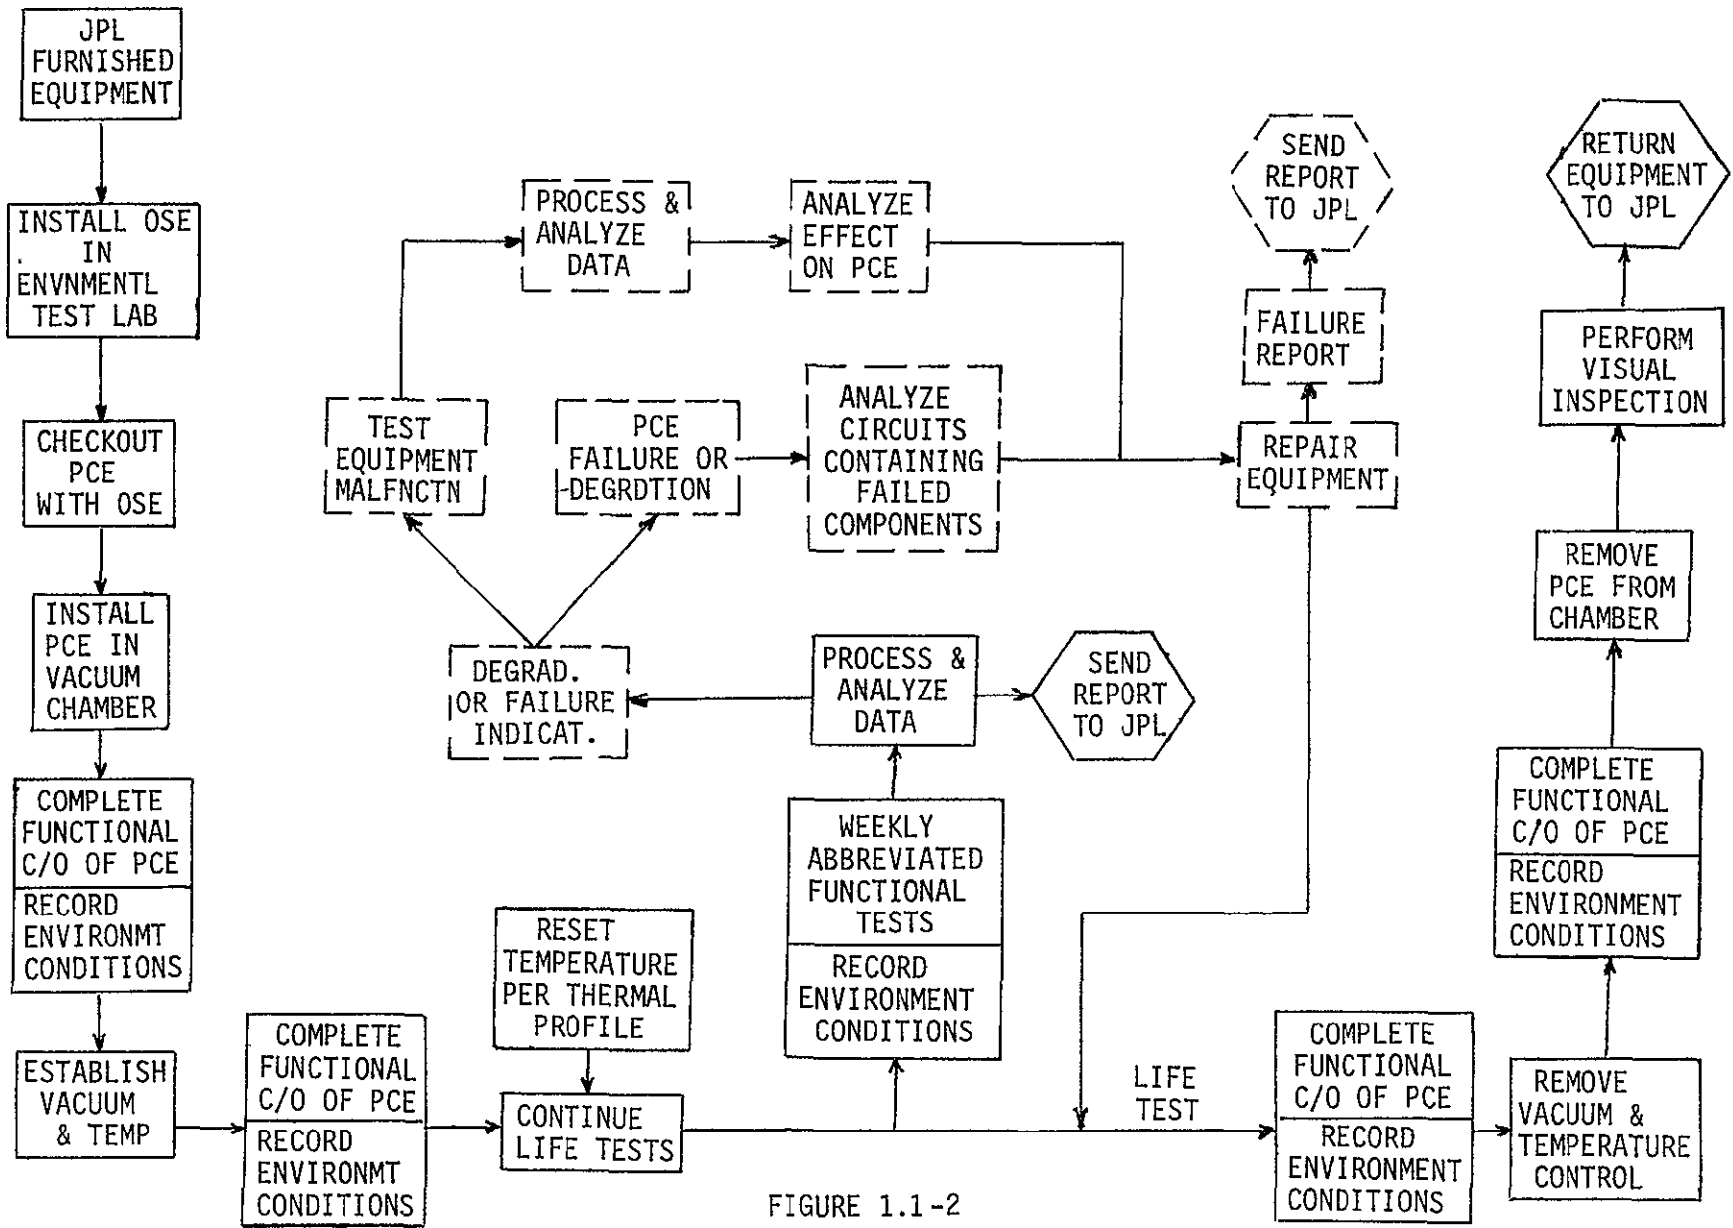 JPL
FURNISHED
EQUIPMENT
INSTALL OSE
IN
ENVNMENTL
TEST LAB
CHECKOUT
PCE
WITH OSE
INSTALL
PCE IN
VACUUM
CHAMBER
COMPLETE
FUNCTIONAL
C/O OF PCE
RECORD
ENVIRONMT
CONDITIONS
ESTABLISH
VACUUM
& TEMP
COMPLETE
FUNCTIONAL
C/O OF PCE
RECORD
ENVIRONMT
CONDITIONS
RESET
TEMPERATURE
PER THERMAL
PROFILE
CONTINUE
LIFE TESTS
WEEKLY
ABBREVIATED
FUNCTIONAL
TESTS
RECORD
ENVIRONMENT
CONDITIONS
PROCESS &
ANALYZE
DATA
SEND
REPORT
TO JPL
DEGRAD.
OR FAILURE
INDICAT.
TEST
EQUIPMENT
MALFNCTN
PROCESS &
ANALYZE
DATA
ANALYZE
EFFECT
ON PCE
PCE
FAILURE OR
DEGRDTION
ANALYZE
CIRCUITS
CONTAINING
FAILED
COMPONENTS
REPAIR
EQUIPMENT
FAILURE
REPORT
SEND
REPORT
TO JPL
LIFE
TEST
COMPLETE
FUNCTIONAL
C/O OF PCE
RECORD
ENVIRONMENT
CONDITIONS
REMOVE
VACUUM &
TEMPERATURE
CONTROL
COMPLETE
FUNCTIONAL
C/O OF PCE
RECORD
ENVIRONMENT
CONDITIONS
REMOVE
PCE FROM
CHAMBER
PERFORM
VISUAL
INSPECTION
RETURN
EQUIPMENT
TO JPL
FIGURE 1.1-2